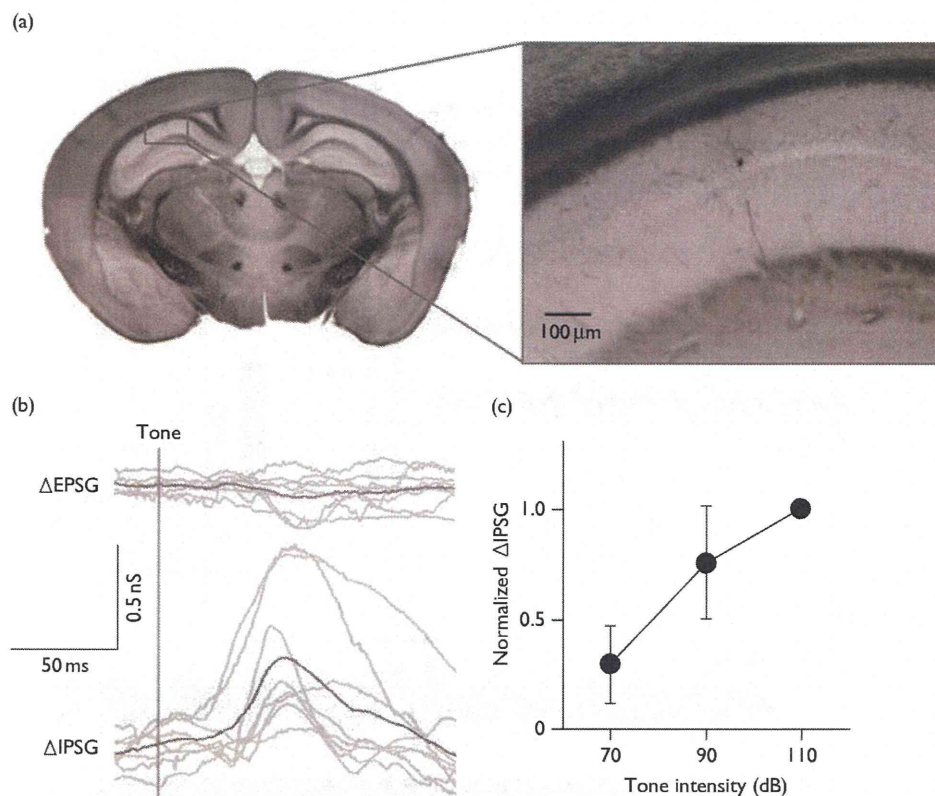 (a)
100 μm
(b)
Tone
ΔEPSG
0.5 nS
50 ms
ΔIPSG
(c)
Normalized ΔIPSG
1.0
0.5
0
70 90 110
Tone intensity (dB)